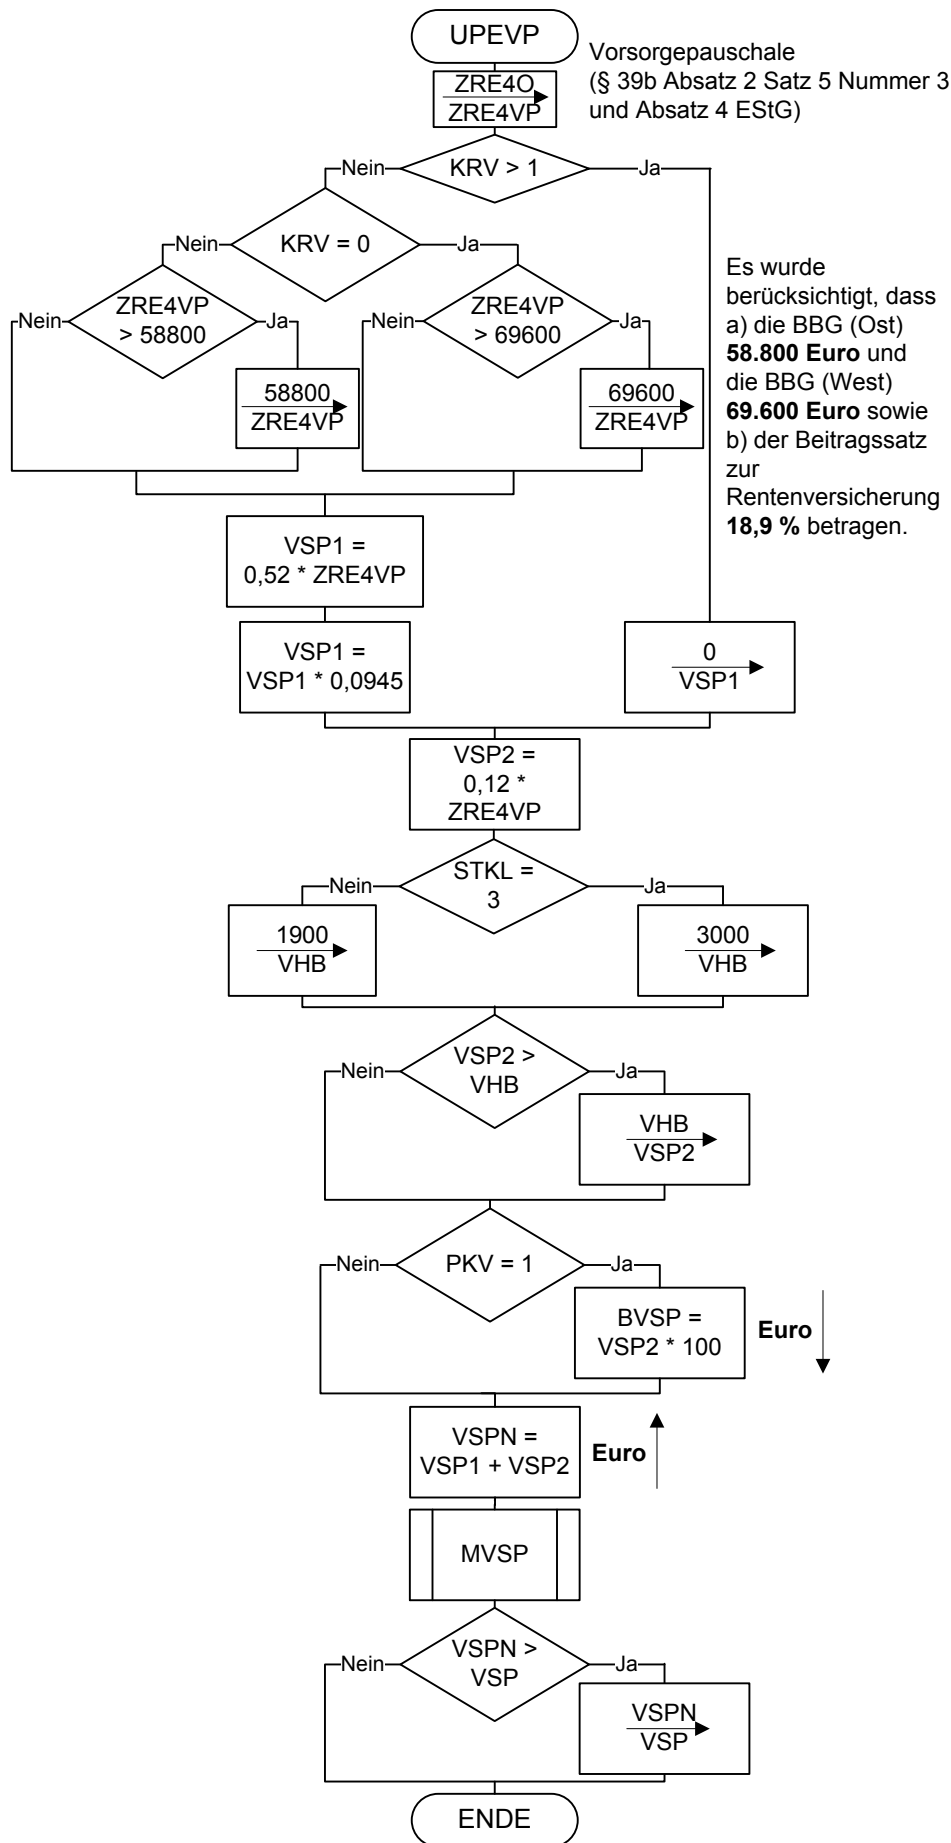 UPEVP
Vorsorgepauschale
(§ 39b Absatz 2 Satz 5 Nummer 3
und Absatz 4 EStG)
ZRE4O
ZRE4VP
Nein
KRV > 1
Ja
Nein
KRV = 0
Ja
Es wurde
berücksichtigt, dass
a) die BBG (Ost)
58.800 Euro und
die BBG (West)
69.600 Euro sowie
b) der Beitragssatz
zur
Rentenversicherung
18,9 % betragen.
Nein
ZRE4VP
> 58800
Ja
Nein
ZRE4VP
> 69600
Ja
58800
ZRE4VP
69600
ZRE4VP
VSP1 =
0,52 * ZRE4VP
VSP1 =
VSP1 * 0,0945
0
VSP1
VSP2 =
0,12 *
ZRE4VP
Nein
STKL =
3
Ja
1900
VHB
3000
VHB
Nein
VSP2 >
VHB
Ja
VHB
VSP2
Nein
PKV = 1
Ja
BVSP =
VSP2 * 100
Euro
VSPN =
VSP1 + VSP2
Euro
MVSP
Nein
VSPN >
VSP
Ja
VSPN
VSP
ENDE